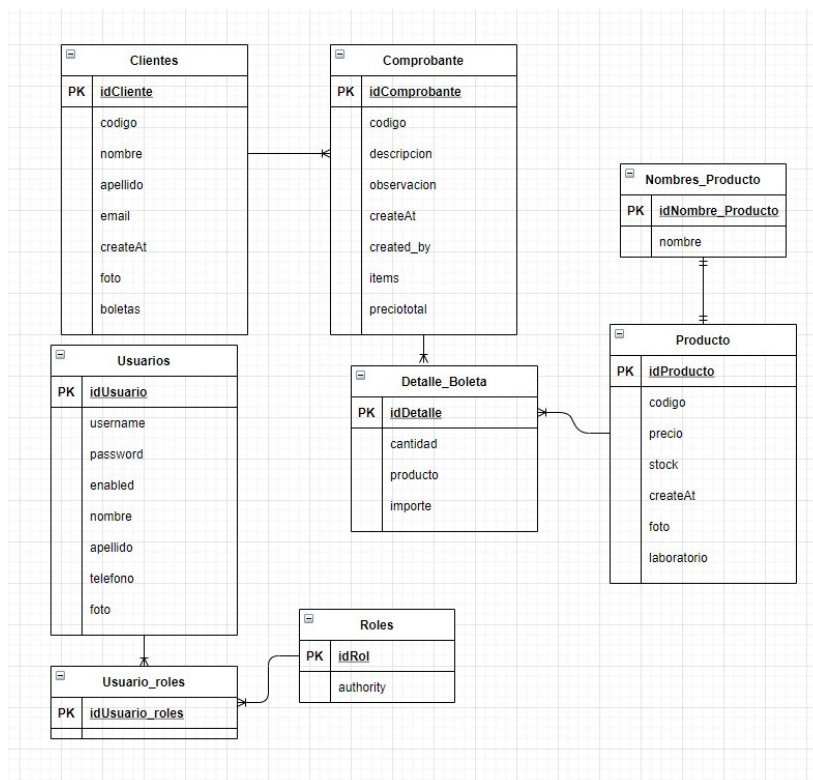 Clientes
PK idCliente
codigo
nombre
apellido
email
createAt
foto
boletas
Comprobante
PK idComprobante
codigo
descripcion
observacion
createAt
created_by
items
preciototal
Nombres_Producto
PK idNombre_Producto
nombre
Producto
PK idProducto
codigo
precio
stock
createAt
foto
laboratorio
Detalle_Boleta
PK idDetalle
cantidad
producto
importe
Usuarios
PK idUsuario
username
password
enabled
nombre
apellido
telefono
foto
Roles
PK idRol
authority
Usuario_roles
PK idUsuario_roles